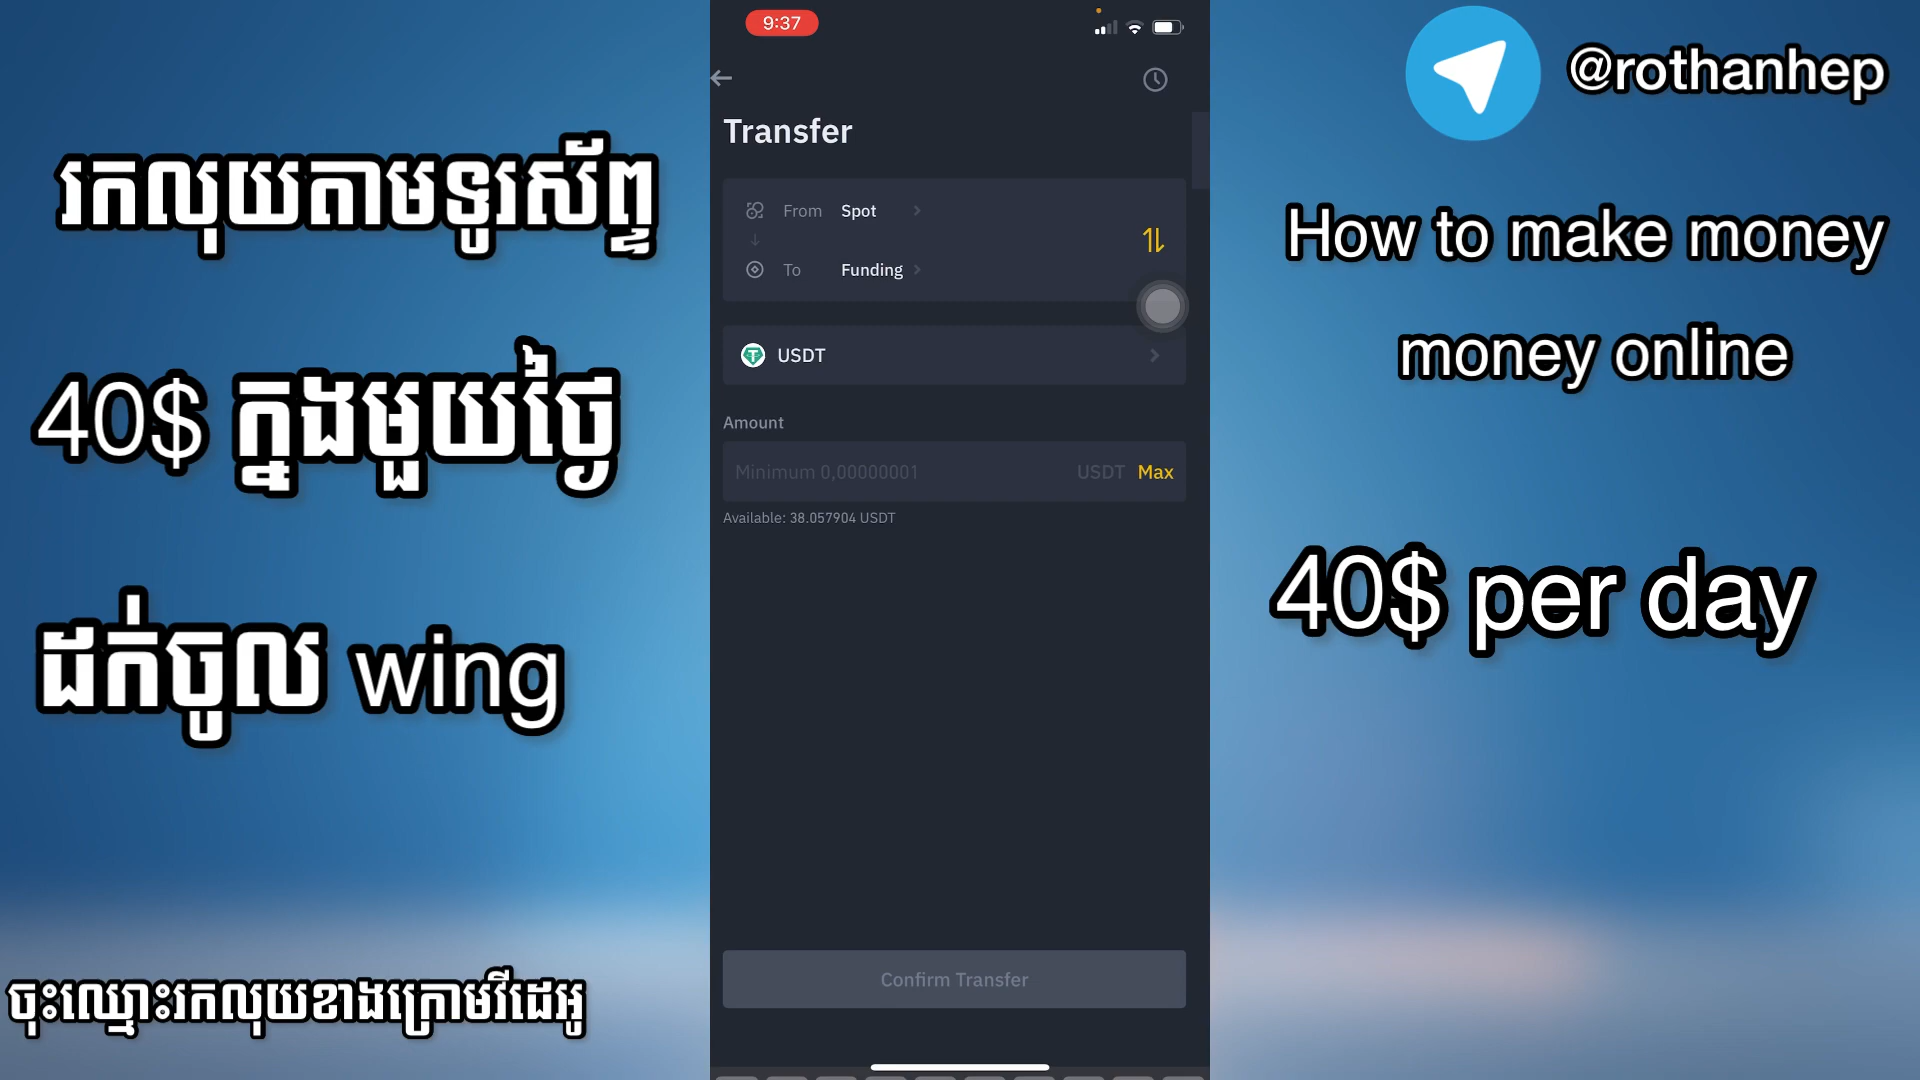 រកលុយតាមទូរស័ព្ទ
40$ ក្នុងមួយថ្ងៃ
ដក់ចូល wing
ចុះឈ្មោះរកលុយខាងក្រោមវីដេអូ
9:37
Transfer
From Spot
To Funding
USDT
Amount
Minimum 0,00000001 USDT Max
Available: 38.057904 USDT
Confirm Transfer
@rothanhep
How to make money
money online
40$ per day